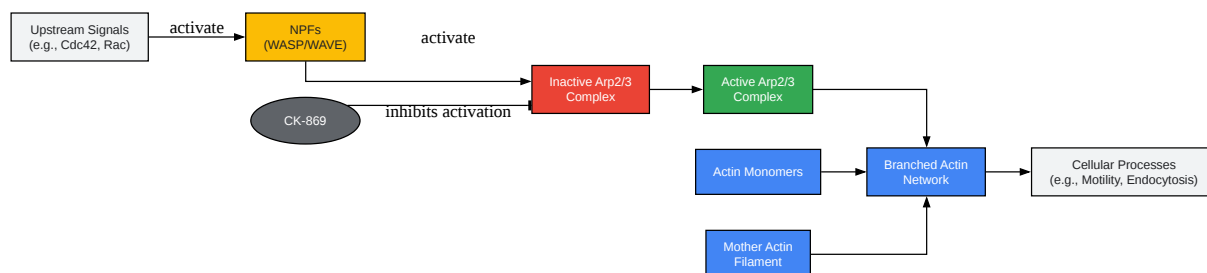 Upstream Signals
(e.g., Cdc42, Rac)
activate
NPFs
(WASP/WAVE)
activate
Inactive Arp2/3
Complex
Active Arp2/3
Complex
CK-869
inhibits activation
Actin Monomers
Branched Actin
Network
Cellular Processes
(e.g., Motility, Endocytosis)
Mother Actin
Filament